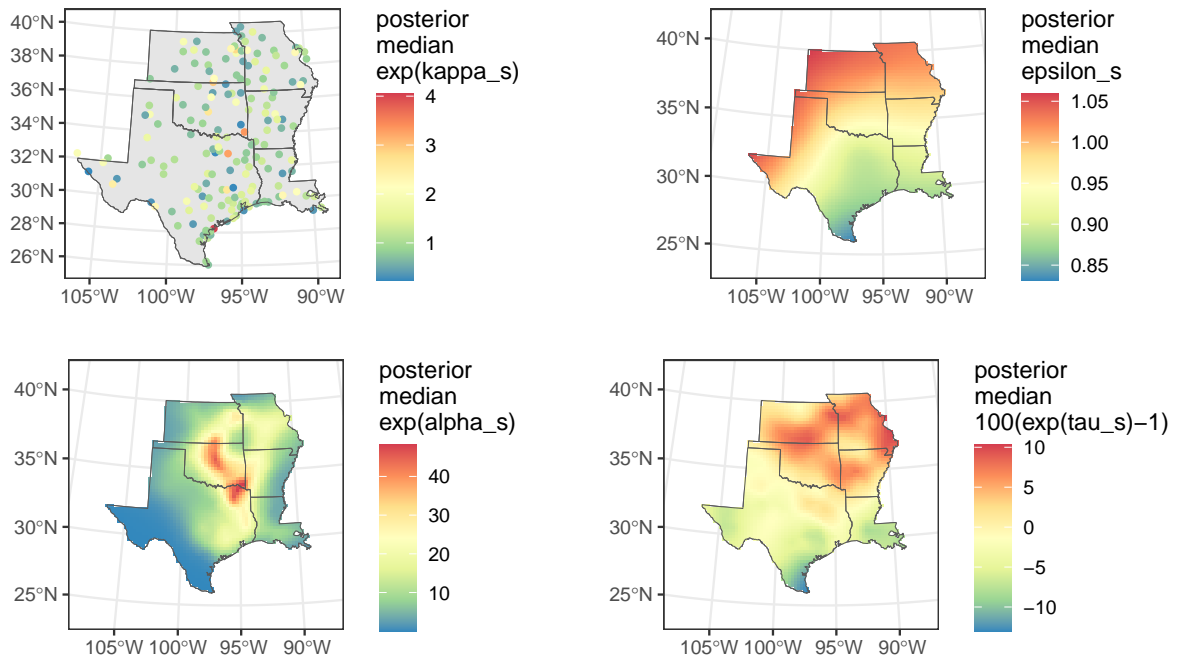 posterior
median
exp(kappa_s)
40°N
38°N
36°N
34°N
32°N
30°N
28°N
26°N
105°W 100°W 95°W 90°W
4
3
2
1
posterior
median
epsilon_s
40°N
35°N
30°N
25°N
105°W 100°W 95°W 90°W
1.05
1.00
0.95
0.90
0.85
posterior
median
exp(alpha_s)
40°N
35°N
30°N
25°N
105°W 100°W 95°W 90°W
40
30
20
10
posterior
median
100(exp(tau_s)−1)
40°N
35°N
30°N
25°N
105°W 100°W 95°W 90°W
10
5
0
−5
−10